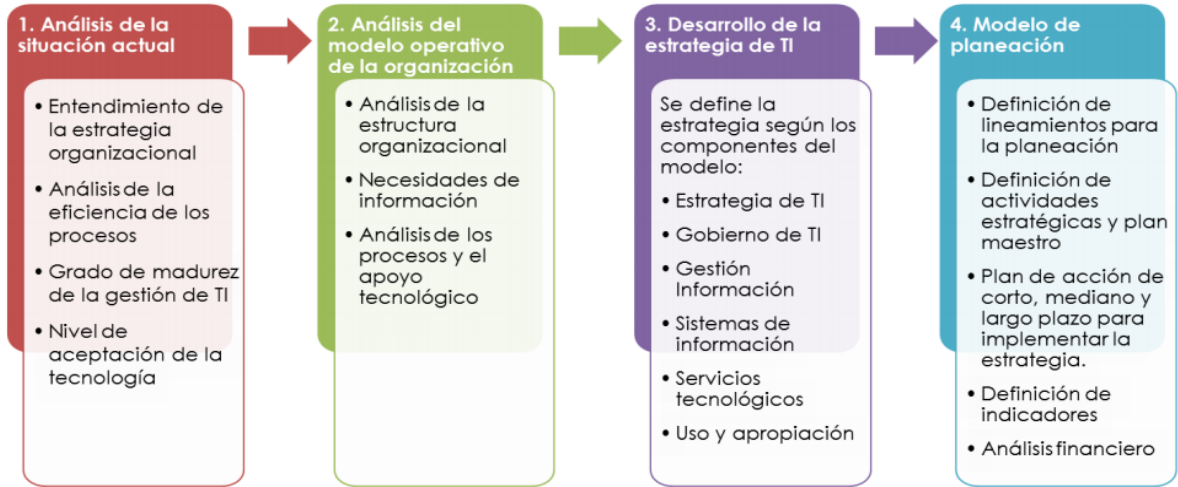 1. Análisis de la
situación actual
• Entendimiento de
la estrategia
organizacional
• Análisis de la
eficiencia de los
procesos
• Grado de madurez
de la gestión de TI
• Nivel de
aceptación de la
tecnología
2. Análisis del
modelo operativo
de la organización
• Análisis de la
estructura
organizacional
• Necesidades de
información
• Análisis de los
procesos y el
apoyo
tecnológico
3. Desarrollo de la
estrategia de TI
Se define la
estrategia según los
componentes del
modelo:
• Estrategia de TI
• Gobierno de TI
• Gestión
Información
• Sistemas de
información
• Servicios
tecnológicos
• Uso y apropiación
4. Modelo de
planeación
• Definición de
lineamientos para
la planeación
• Definición de
actividades
estratégicas y plan
maestro
• Plan de acción de
corto, mediano y
largo plazo para
implementar la
estrategia.
• Definición de
indicadores
• Análisis financiero